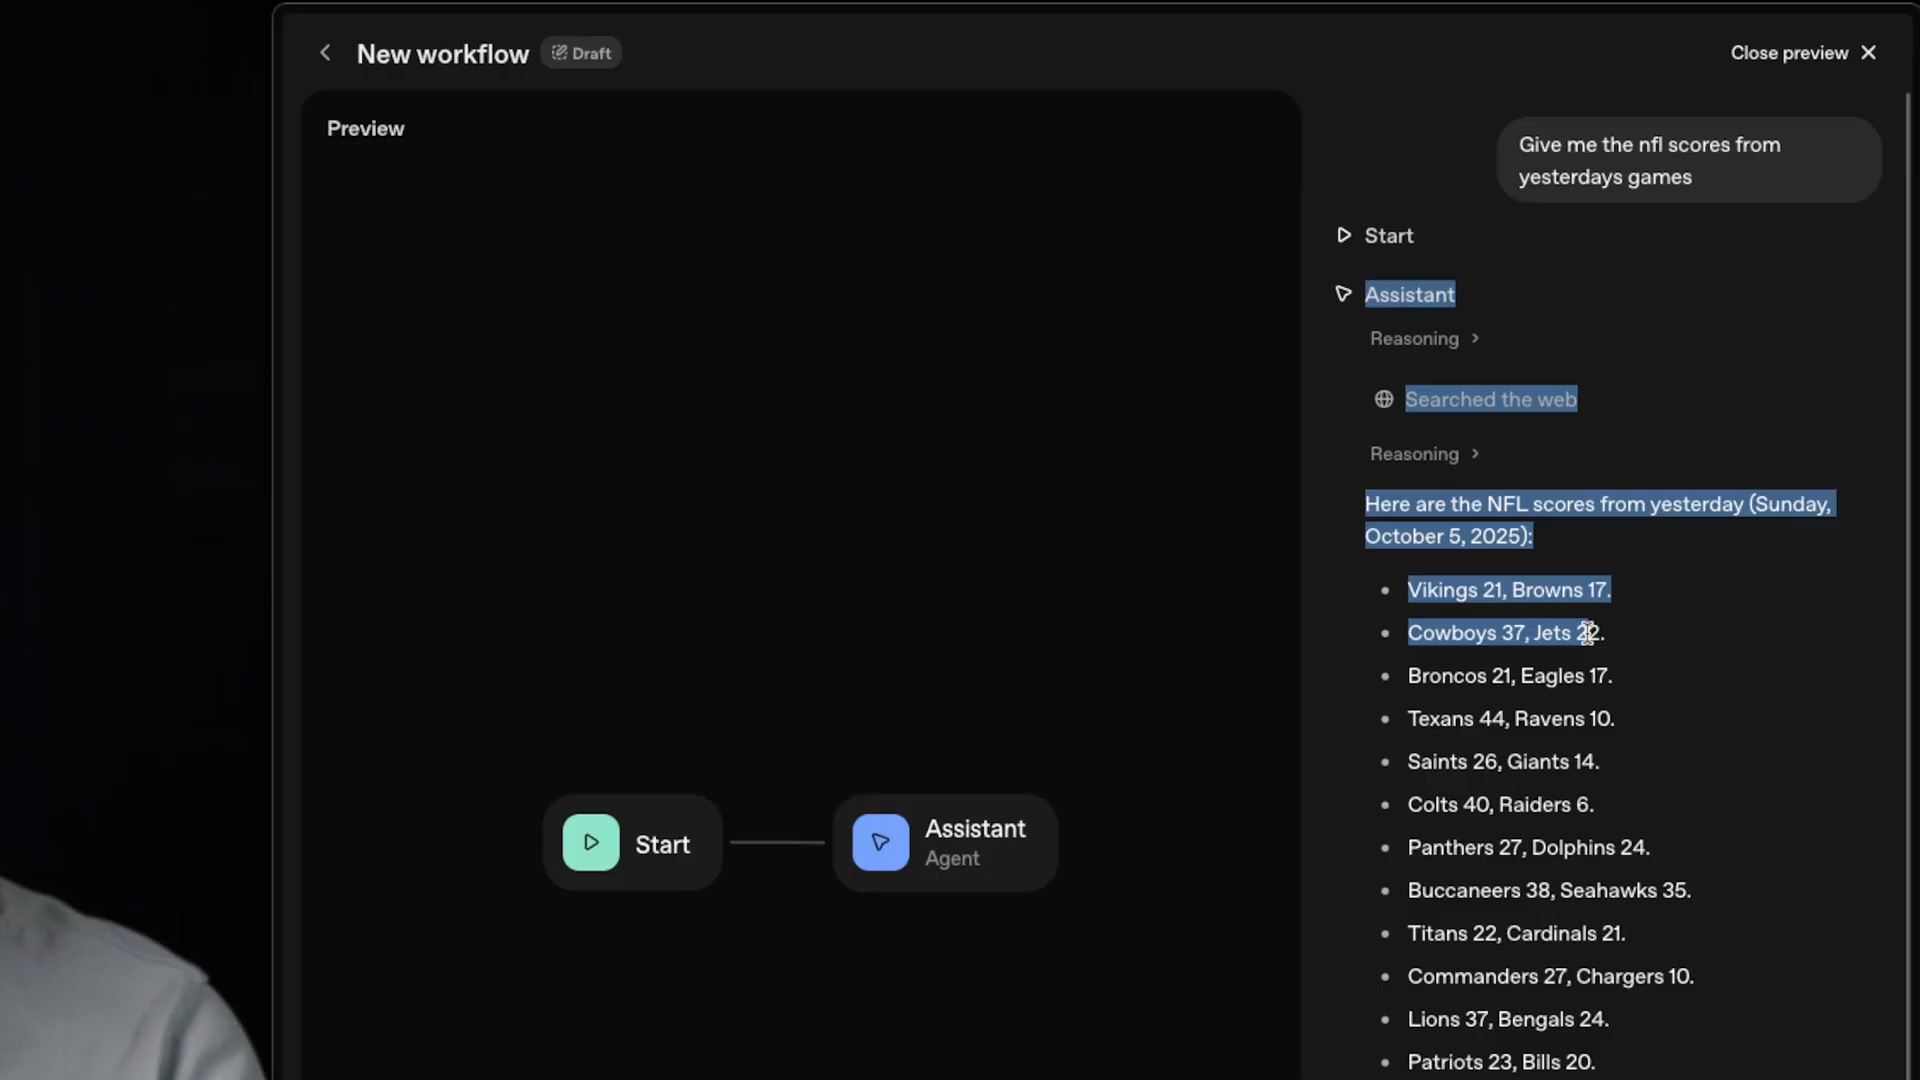 New workflow
Draft
Close preview
Preview
Give me the nfl scores from
yesterdays games
Start
Assistant
Reasoning
Searched the web
Reasoning
Here are the NFL scores from yesterday (Sunday,
October 5, 2025):
Vikings 21, Browns 17.
Cowboys 37, Jets 22.
Broncos 21, Eagles 17.
Texans 44, Ravens 10.
Saints 26, Giants 14.
Colts 40, Raiders 6.
Panthers 27, Dolphins 24.
Buccaneers 38, Seahawks 35.
Titans 22, Cardinals 21.
Commanders 27, Chargers 10.
Lions 37, Bengals 24.
Patriots 23, Bills 20.
Start
Assistant
Agent